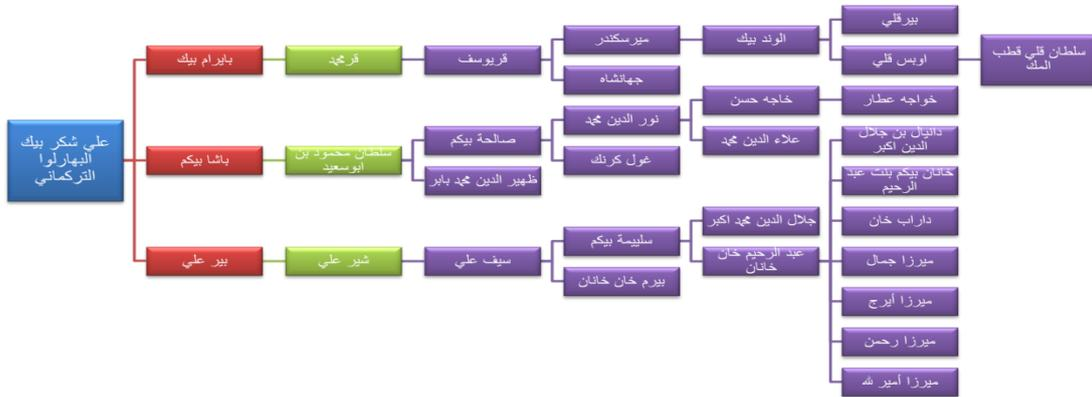 علي شكر بيك
البهارلوا
التركماني
بايرام بيك
قرمحمد
قريوسف
ميرسكندر
الوند بيك
بيرقلي
اوبس قلي
سلطان قلي قطب
المك
جهانشاه
باشا بيكم
سلطان محمود بن
ابوسعيد
صالحة بيكم
نور الدين محمد
خاجه حسن
خواجه عطار
علاء الدين محمد
غول كرنك
ظهير الدين محمد بابر
بير علي
شير علي
سيف علي
سلييمة بيكم
جلال الدين محمد اكبر
عبد الرحيم خان
خانان
دانيال بن جلال
الدين اكبر
خانان بيكم بنت عبد
الرحيم
داراب خان
ميرزا جمال
ميرزا أيرج
ميرزا رحمن
ميرزا أمير لله
بيرم خان خانان